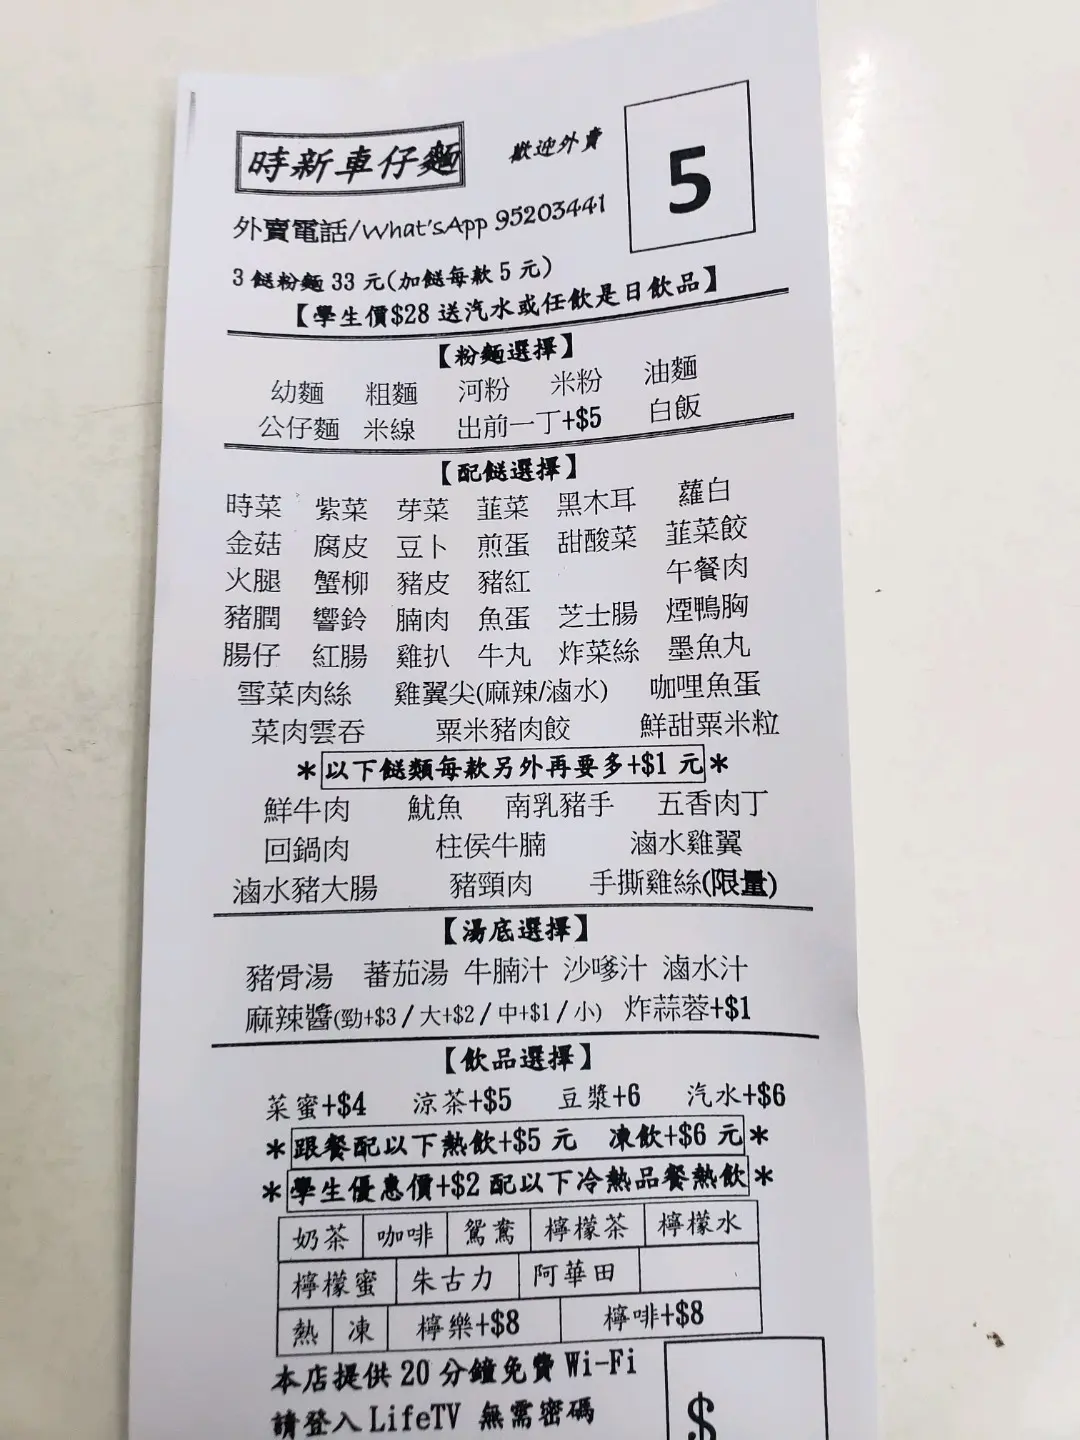 時新車仔麵 歡迎外賣 5
外賣電話/What'sApp 95203441
3 餸粉麵 33 元(加餸每款 5 元)
【學生價$28 送汽水或任飲是日飲品】
【粉麵選擇】
幼麵 粗麵 河粉 米粉 油麵
公仔麵 米線 出前一丁+$5 白飯
【配餸選擇】
時菜 紫菜 芽菜 韮菜 黑木耳 蘿白
金菇 腐皮 豆卜 煎蛋 甜酸菜 韮菜餃
火腿 蟹柳 豬皮 豬紅 午餐肉
豬膶 響鈴 腩肉 魚蛋 芝士腸 煙鴨胸
腸仔 紅腸 雞扒 牛丸 炸菜絲 墨魚丸
雪菜肉絲 雞翼尖(麻辣/滷水) 咖哩魚蛋
菜肉雲吞 粟米豬肉餃 鮮甜粟米粒
*以下餸類每款另外再要多+$1 元*
鮮牛肉 魷魚 南乳豬手 五香肉丁
回鍋肉 柱侯牛腩 滷水雞翼
滷水豬大腸 豬頸肉 手撕雞絲(限量)
【湯底選擇】
豬骨湯 蕃茄湯 牛腩汁 沙嗲汁 滷水汁
麻辣醬(勁+$3 / 大+$2 / 中+$1 / 小) 炸蒜蓉+$1
【飲品選擇】
菜蜜+$4 涼茶+$5 豆漿+6 汽水+$6
*跟餐配以下熱飲+$5 元 凍飲+$6 元*
*學生優惠價+$2 配以下冷熱品餐熱飲*
奶茶 咖啡 鴛鴦 檸檬茶 檸檬水
檸檬蜜 朱古力 阿華田
熱 凍 檸樂+$8 檸啡+$8
本店提供 20 分鐘免費 Wi-Fi
請登入 LifeTV 無需密碼 $